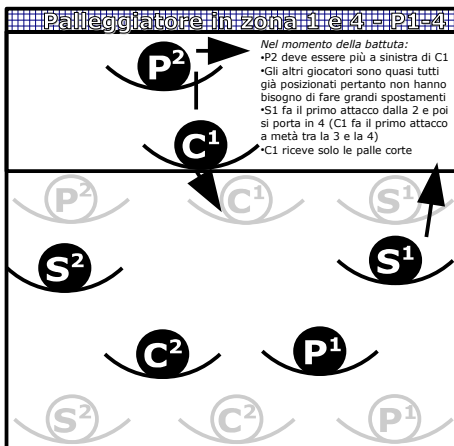 Palleggiatore in zona 1 e 4 - P1-4
Nel momento della battuta:
•P2 deve essere più a sinistra di C1
•Gli altri giocatori sono quasi tutti
già posizionati pertanto non hanno
bisogno di fare grandi spostamenti
•S1 fa il primo attacco dalla 2 e poi
si porta in 4 (C1 fa il primo attacco
a metà tra la 3 e la 4)
•C1 riceve solo le palle corte
P²
C¹
P² C¹ S¹
S² S¹
C² P¹
S² C² P¹